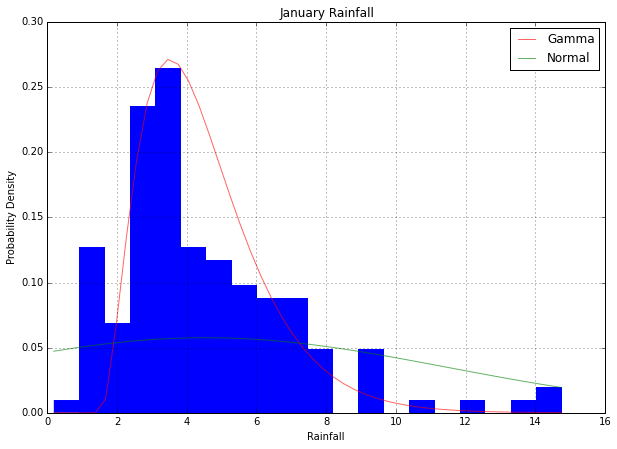 January Rainfall
0.30
0.25
0.20
0.15
0.10
0.05
0.00
Probability Density
Gamma
Normal
0 2 4 6 8 10 12 14 16
Rainfall